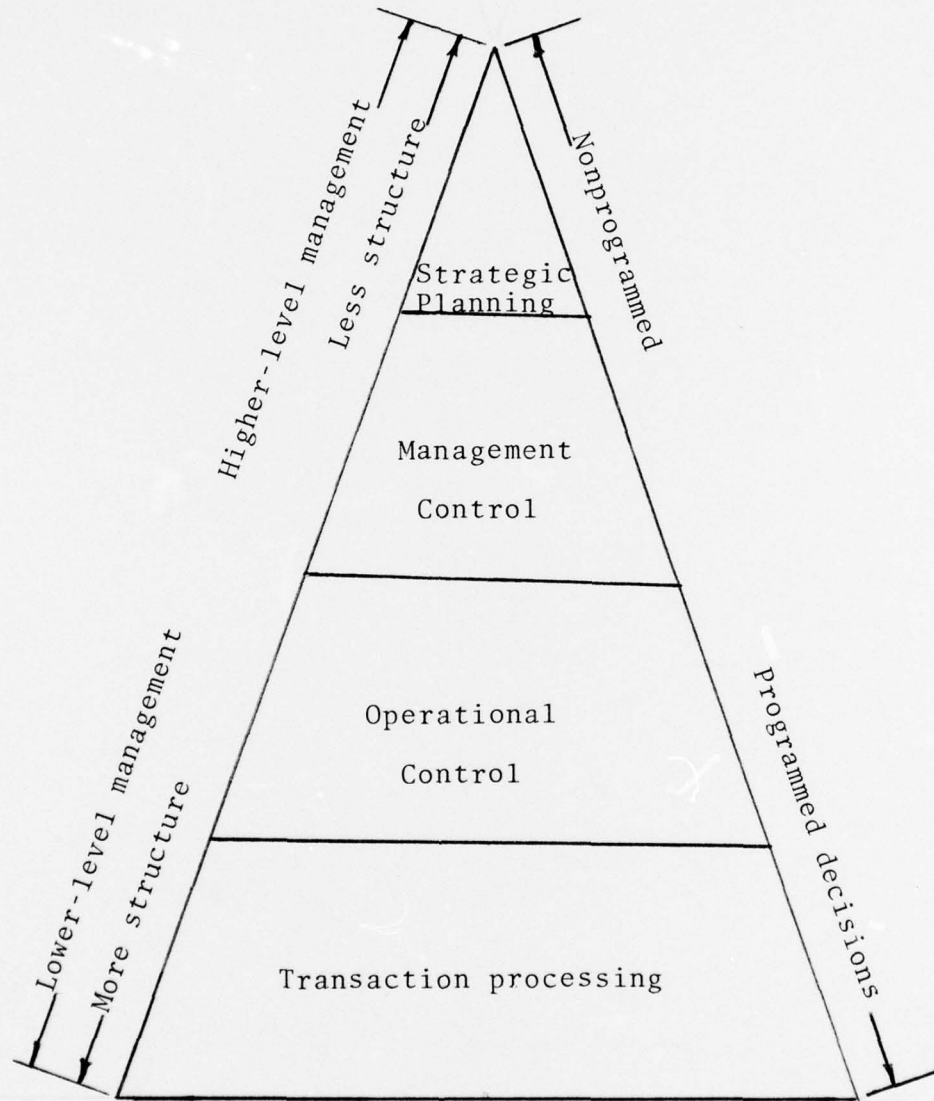 Higher-level management
Less structure
Nonprogrammed
Strategic
Planning
Management
Control
Lower-level management
More structure
Operational
Control
Programmed decisions
Transaction processing